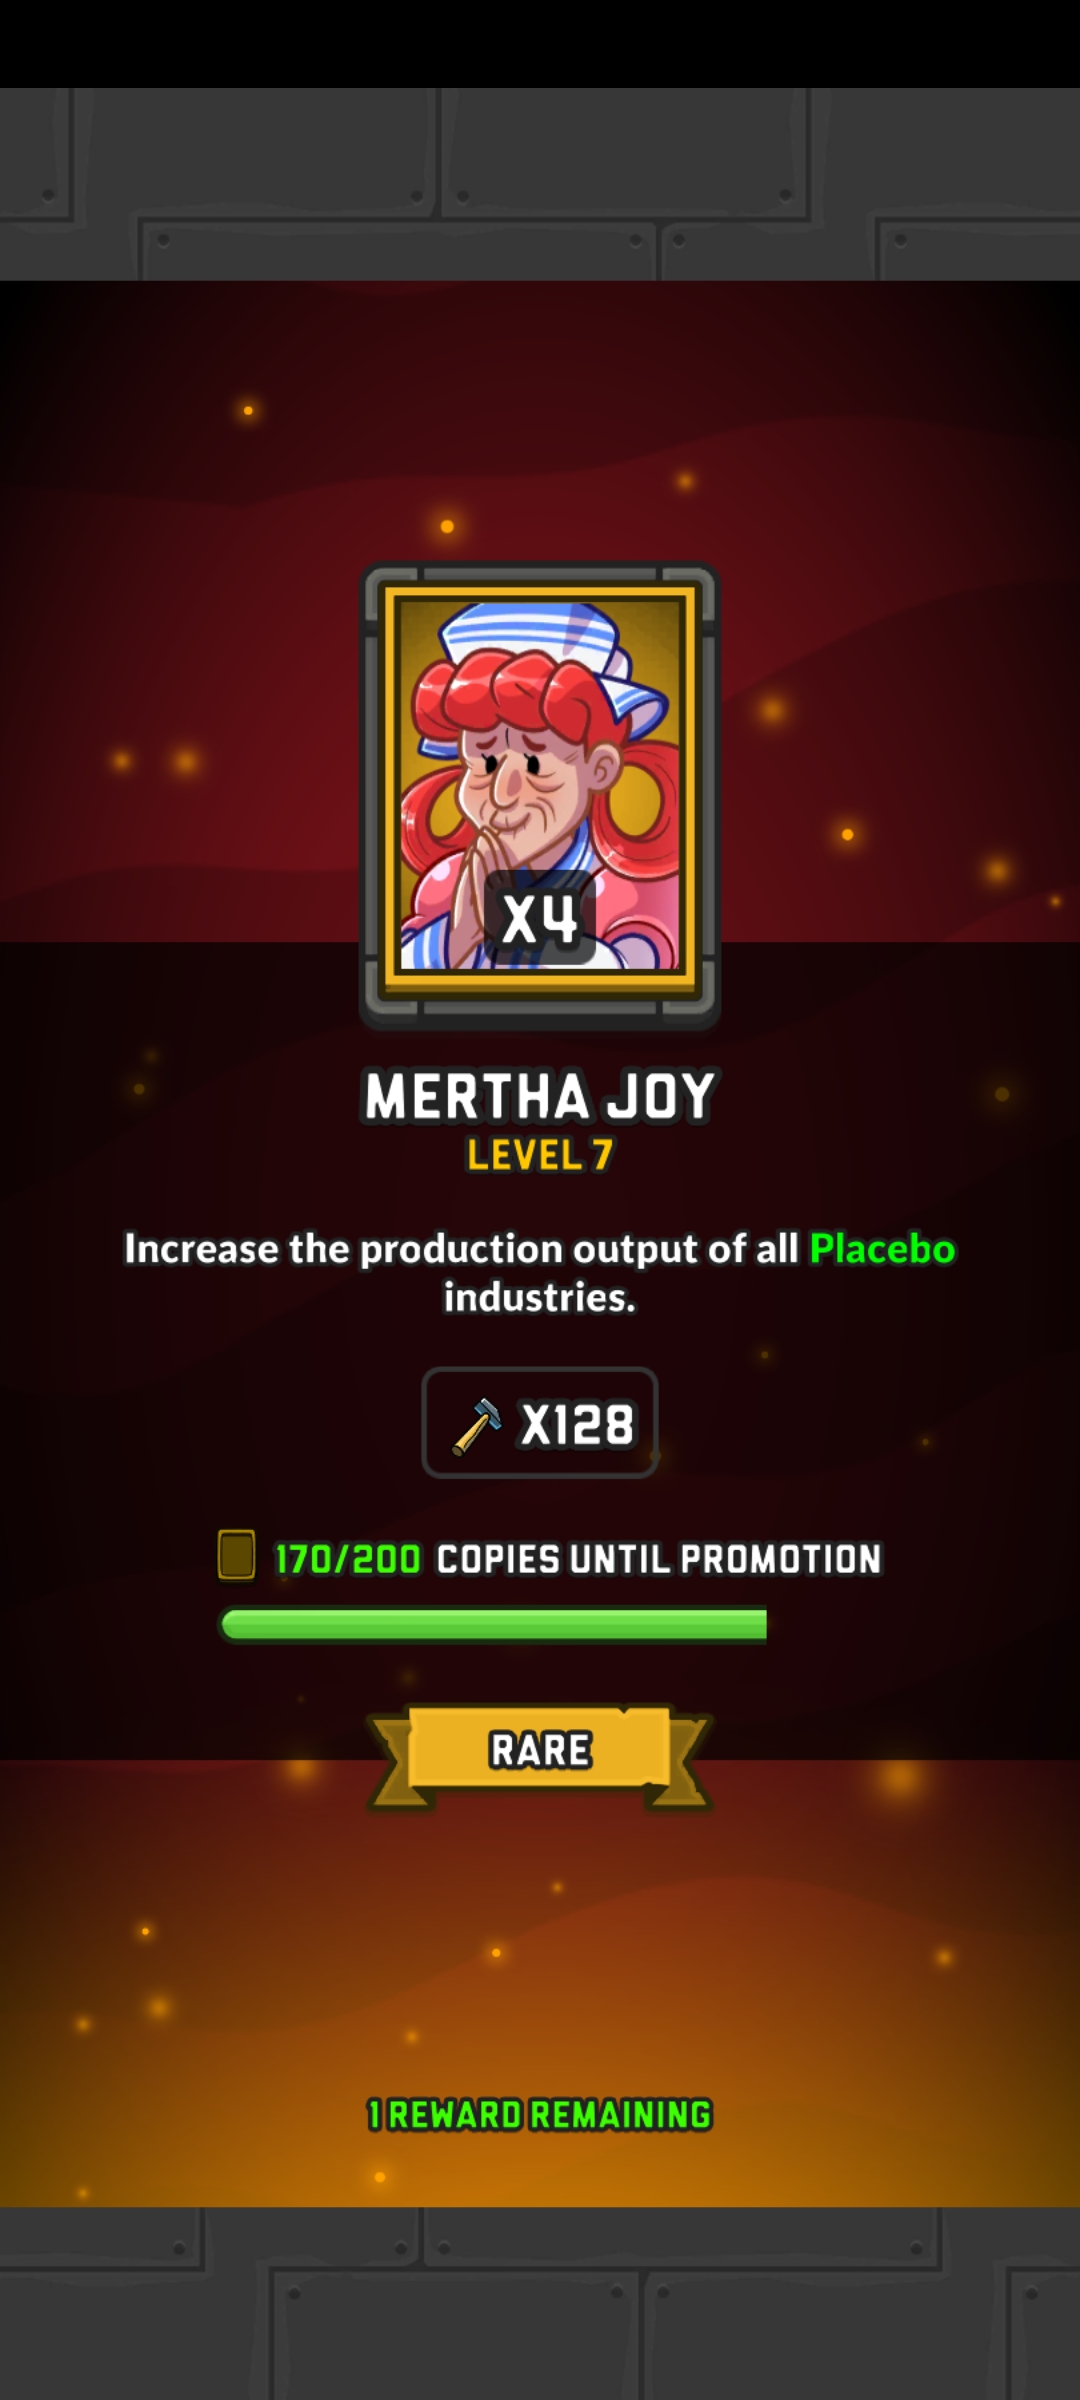 X4
MERTHA JOY
LEVEL 7
Increase the production output of all Placebo
industries.
X128
170/200 COPIES UNTIL PROMOTION
RARE
1 REWARD REMAINING